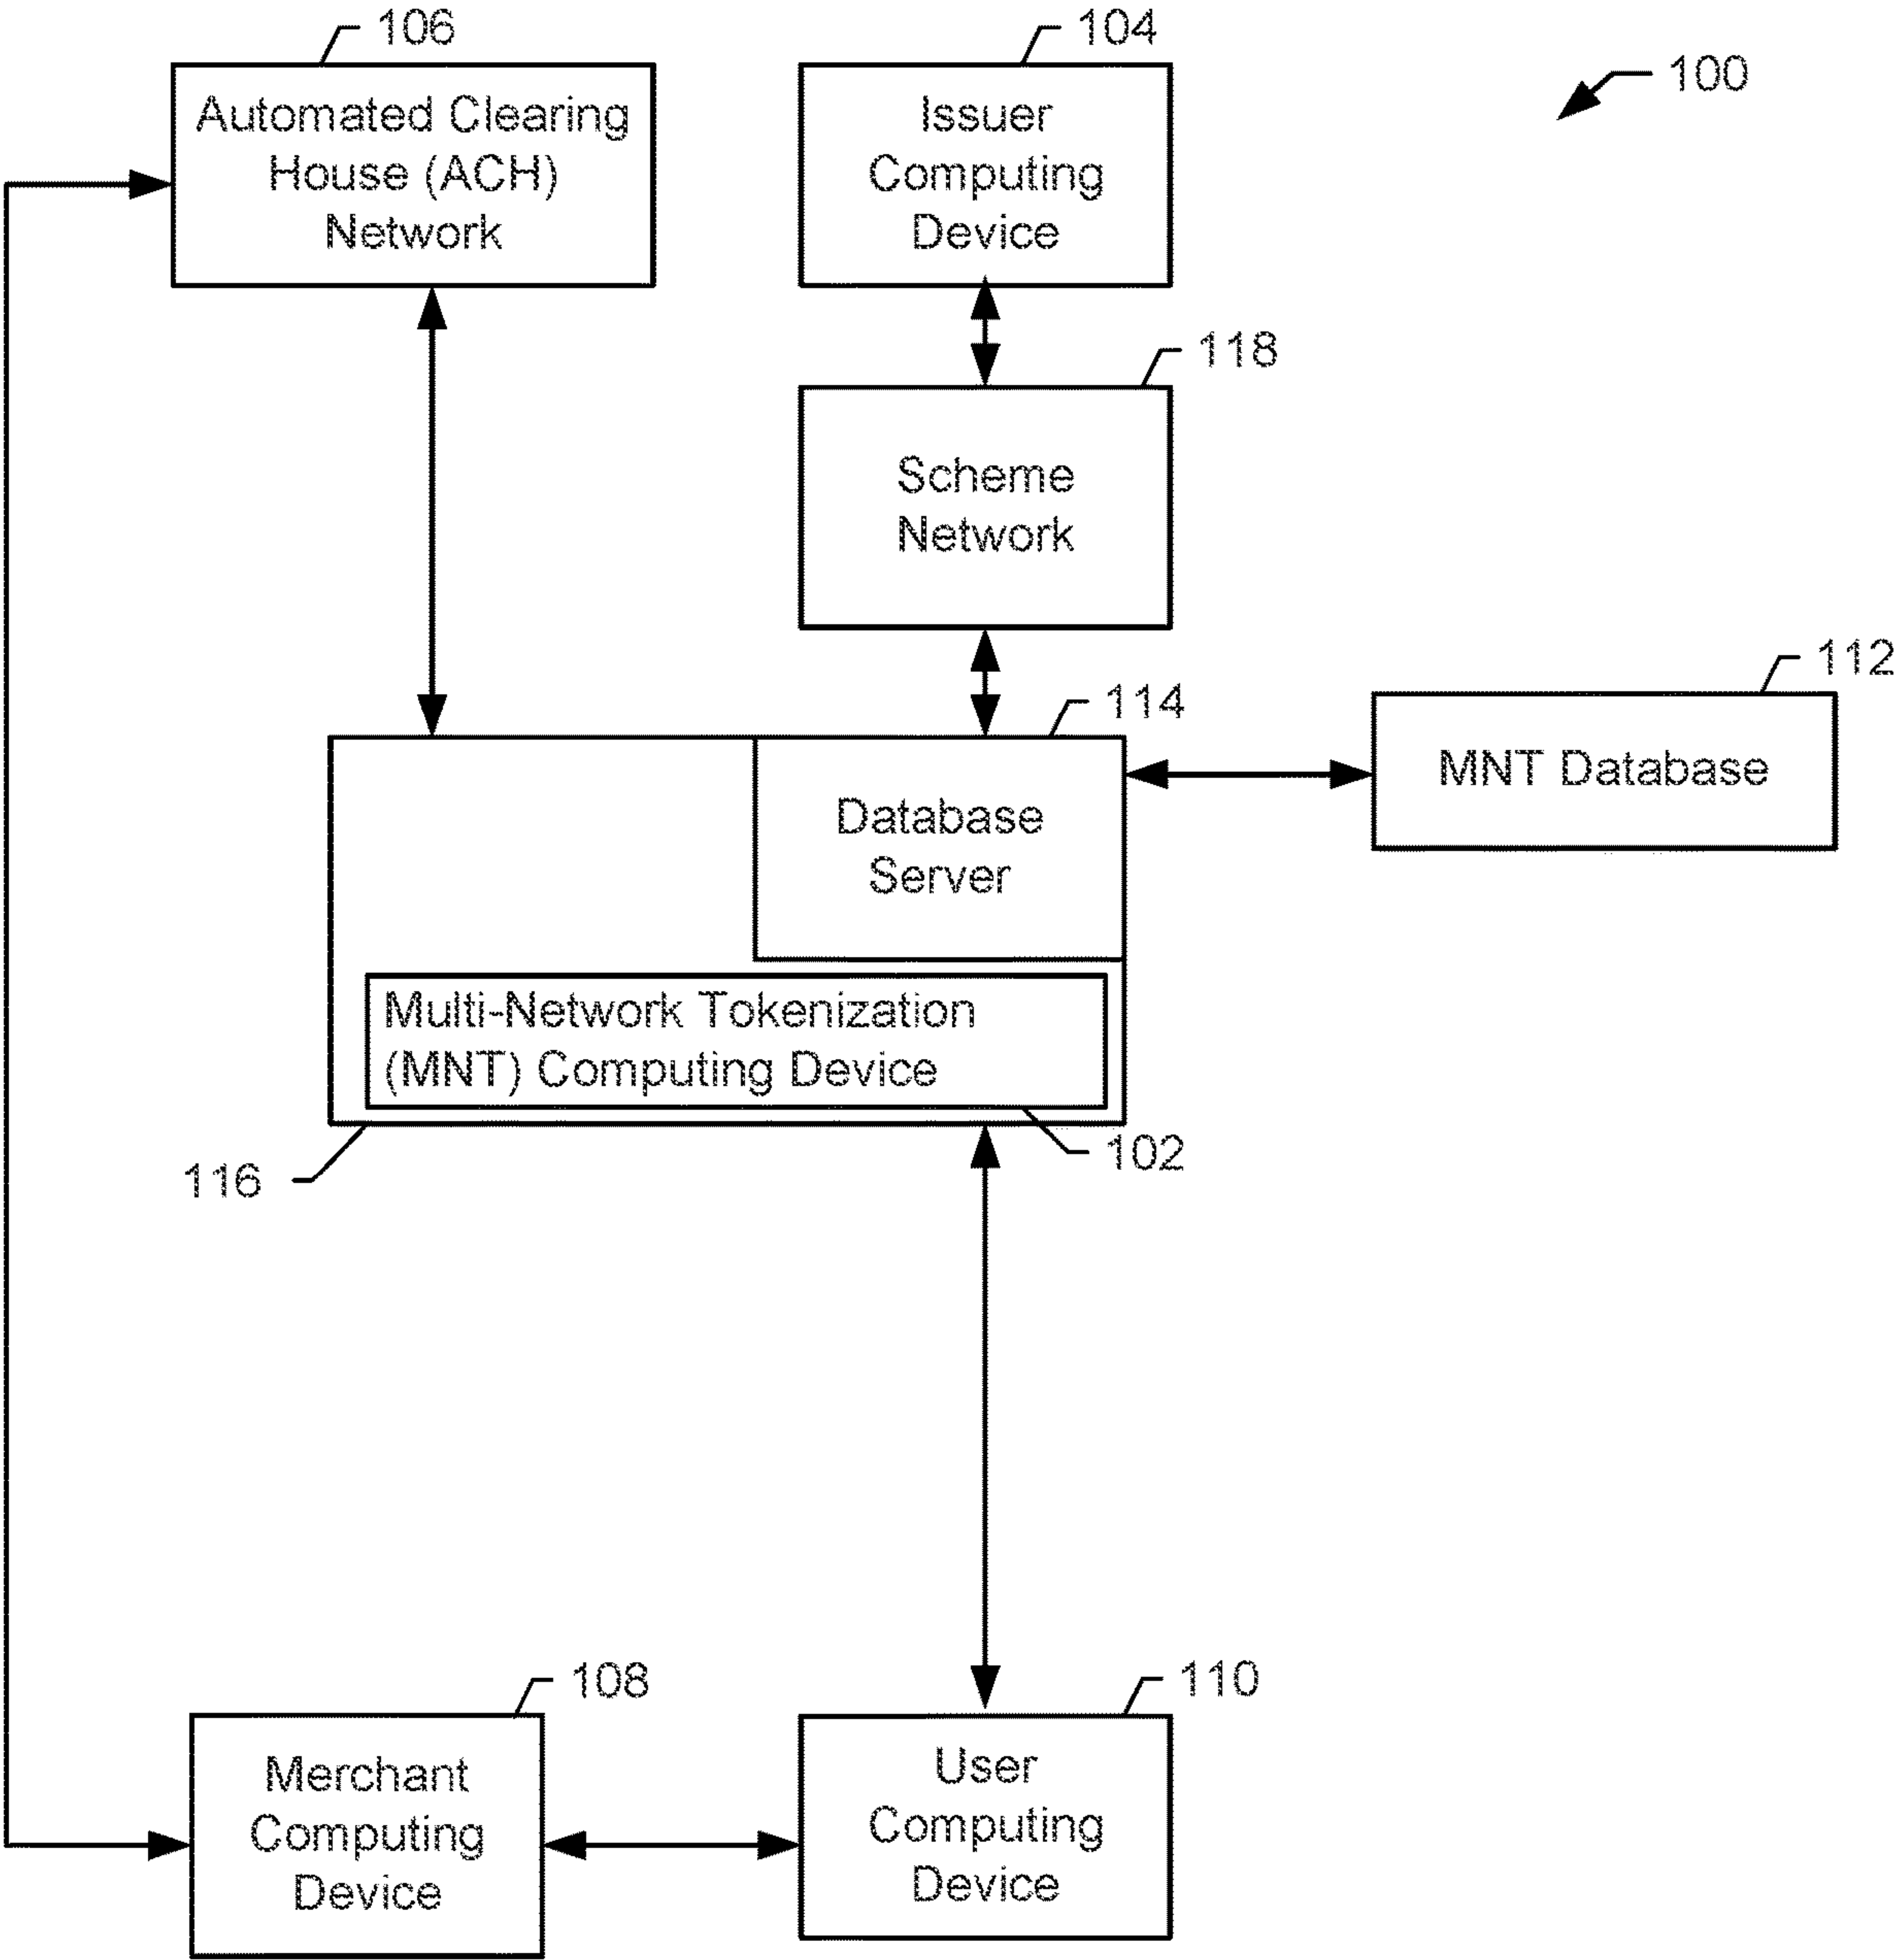 106
104
100
Automated Clearing
House (ACH)
Network
Issuer
Computing
Device
118
Scheme
Network
112
114
MNT Database
Database
Server
Multi-Network Tokenization
(MNT) Computing Device
102
116
108
110
Merchant
Computing
Device
User
Computing
Device